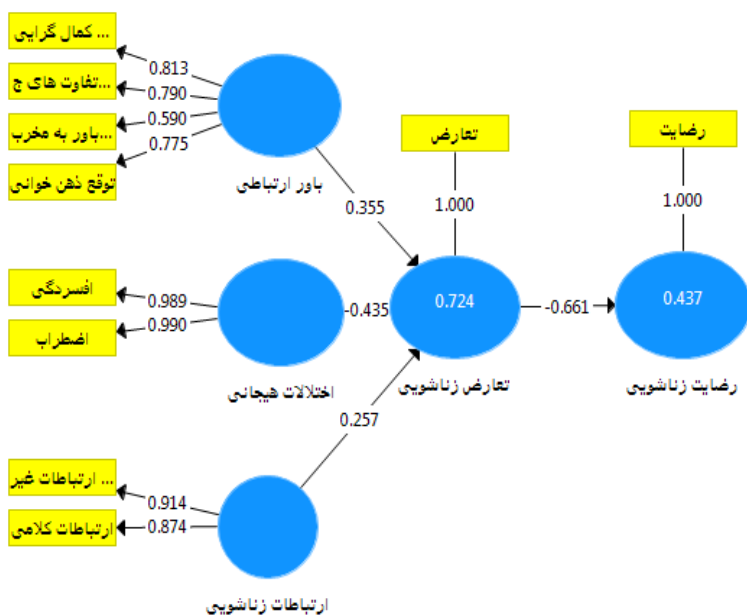 کمال گرایی ...
0.813
تفاوت های ج...
0.790
باور به مخرب...
0.590
توقع ذهن خوانی
0.775
باور ارتباطی
0.355
تعارض
1.000
رضایت
1.000
افسردگی
0.989
اضطراب
0.990
اختلالات هیجانی
-0.435
0.724
تعارض زناشویی
-0.661
0.437
رضایت زناشویی
0.257
ارتباطات غیر ...
0.914
ارتباطات کلامی
0.874
ارتباطات زناشویی